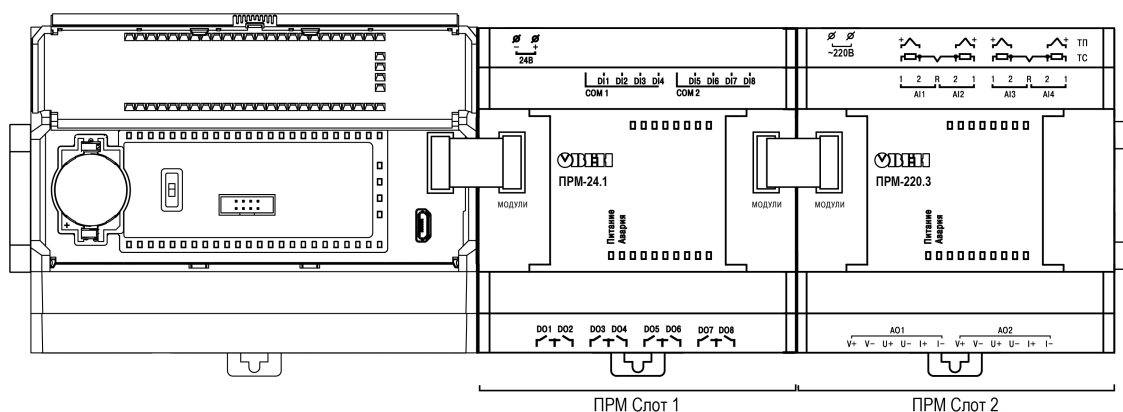 24В
DI1 DI2 DI3 DI4 DI5 DI6 DI7 DI8
COM 1 COM 2
ОВЕН
ПРМ-24.1
МОДУЛИ МОДУЛИ
Питание
Авария
DO1 DO2 DO3 DO4 DO5 DO6 DO7 DO8
ПРМ Слот 1
~220В
ТП
ТС
1 2 R 2 1 1 2 R 2 1
AI1 AI2 AI3 AI4
ОВЕН
ПРМ-220.3
МОДУЛИ
Питание
Авария
AO1 AO2
V+ V− U+ U− I+ I− V+ V− U+ U− I+ I−
ПРМ Слот 2